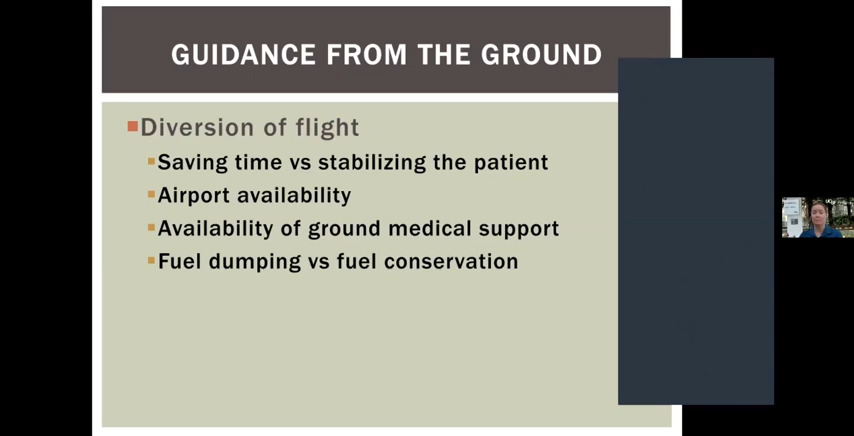 GUIDANCE FROM THE GROUND
Diversion of flight
Saving time vs stabilizing the patient
Airport availability
Availability of ground medical support
Fuel dumping vs fuel conservation